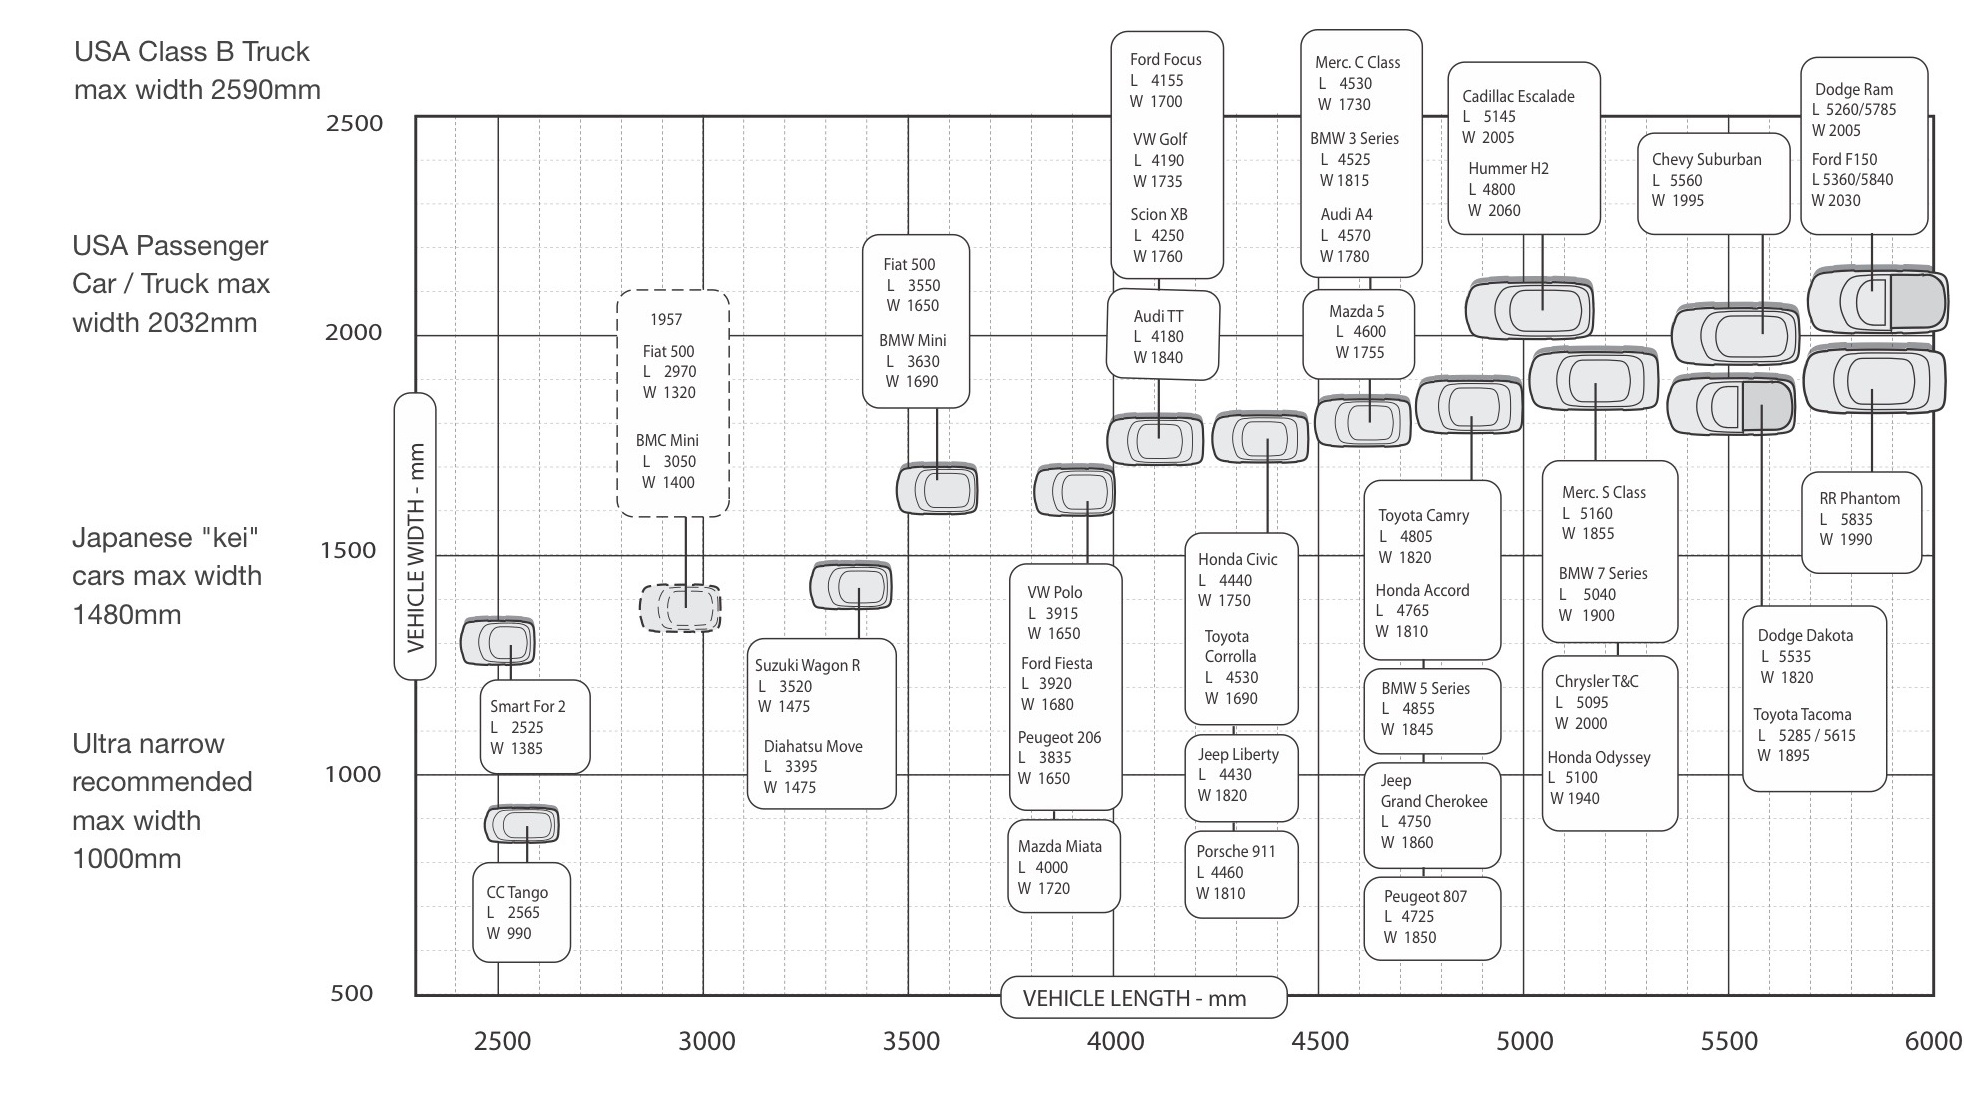 USA Class B Truck
max width 2590mm
USA Passenger
Car / Truck max
width 2032mm
Japanese "kei"
cars max width
1480mm
Ultra narrow
recommended
max width
1000mm
2500
2000
1500
1000
500
VEHICLE WIDTH - mm
Smart For 2
L 2525
W 1385
CC Tango
L 2565
W 990
1957
Fiat 500
L 2970
W 1320
BMC Mini
L 3050
W 1400
Suzuki Wagon R
L 3520
W 1475
Diahatsu Move
L 3395
W 1475
Fiat 500
L 3550
W 1650
BMW Mini
L 3630
W 1690
VW Polo
L 3915
W 1650
Ford Fiesta
L 3920
W 1680
Peugeot 206
L 3835
W 1650
Mazda Miata
L 4000
W 1720
Ford Focus
L 4155
W 1700
VW Golf
L 4190
W 1735
Scion XB
L 4250
W 1760
Audi TT
L 4180
W 1840
Honda Civic
L 4440
W 1750
Toyota
Corrolla
L 4530
W 1690
Jeep Liberty
L 4430
W 1820
Porsche 911
L 4460
W 1810
Merc. C Class
L 4530
W 1730
BMW 3 Series
L 4525
W 1815
Audi A4
L 4570
W 1780
Mazda 5
L 4600
W 1755
Toyota Camry
L 4805
W 1820
Honda Accord
L 4765
W 1810
BMW 5 Series
L 4855
W 1845
Jeep
Grand Cherokee
L 4750
W 1860
Peugeot 807
L 4725
W 1850
Cadillac Escalade
L 5145
W 2005
Hummer H2
L 4800
W 2060
Merc. S Class
L 5160
W 1855
BMW 7 Series
L 5040
W 1900
Chrysler T&C
L 5095
W 2000
Honda Odyssey
L 5100
W 1940
Chevy Suburban
L 5560
W 1995
Dodge Dakota
L 5535
W 1820
Toyota Tacoma
L 5285 / 5615
W 1895
Dodge Ram
L 5260/5785
W 2005
Ford F150
L 5360/5840
W 2030
RR Phantom
L 5835
W 1990
VEHICLE LENGTH - mm
2500
3000
3500
4000
4500
5000
5500
6000